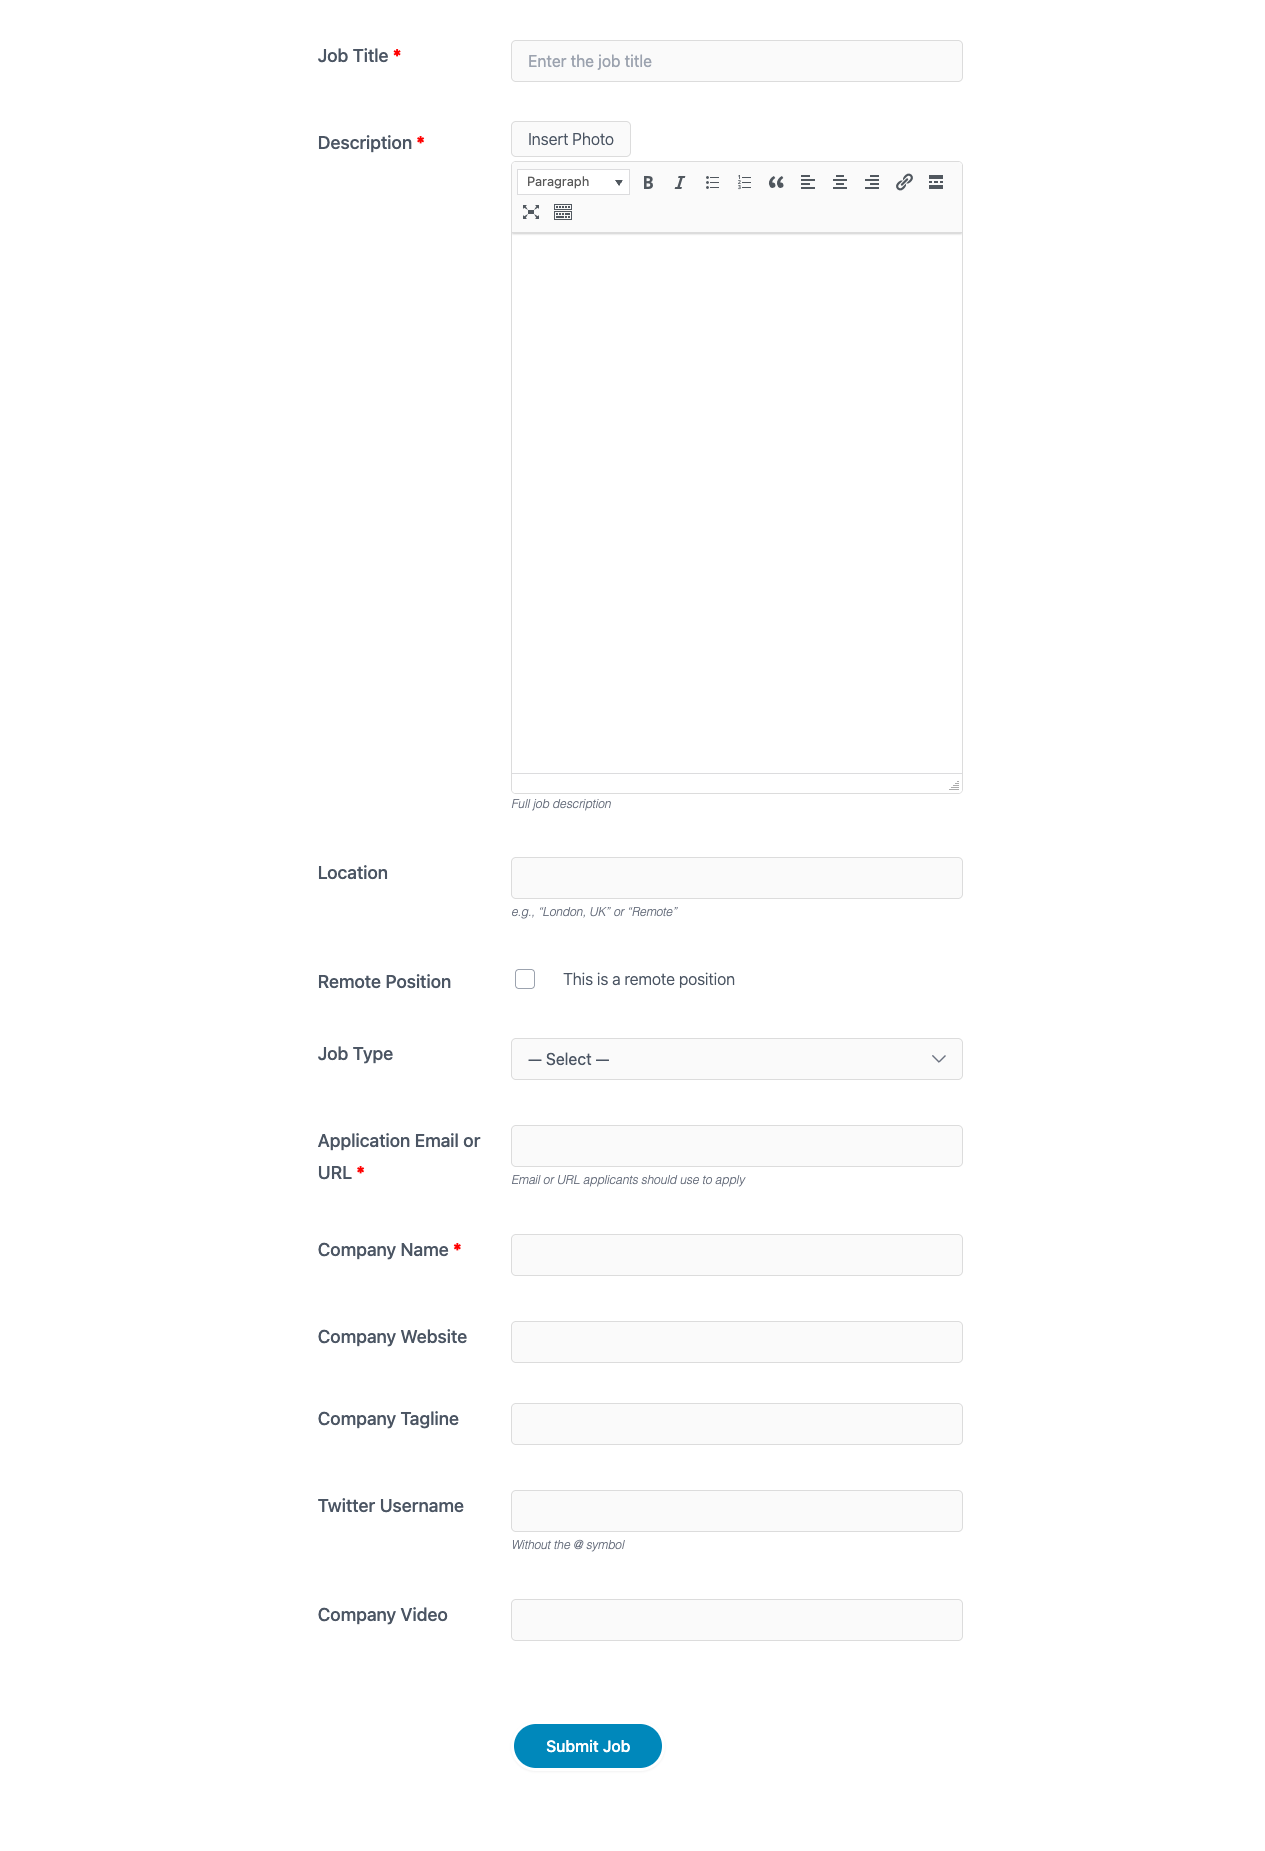 Job Title *
Enter the job title
Description *
Insert Photo
Paragraph
Full job description
Location
e.g., “London, UK” or “Remote”
Remote Position
This is a remote position
Job Type
— Select —
Application Email or
URL *
Email or URL applicants should use to apply
Company Name *
Company Website
Company Tagline
Twitter Username
Without the @ symbol
Company Video
Submit Job